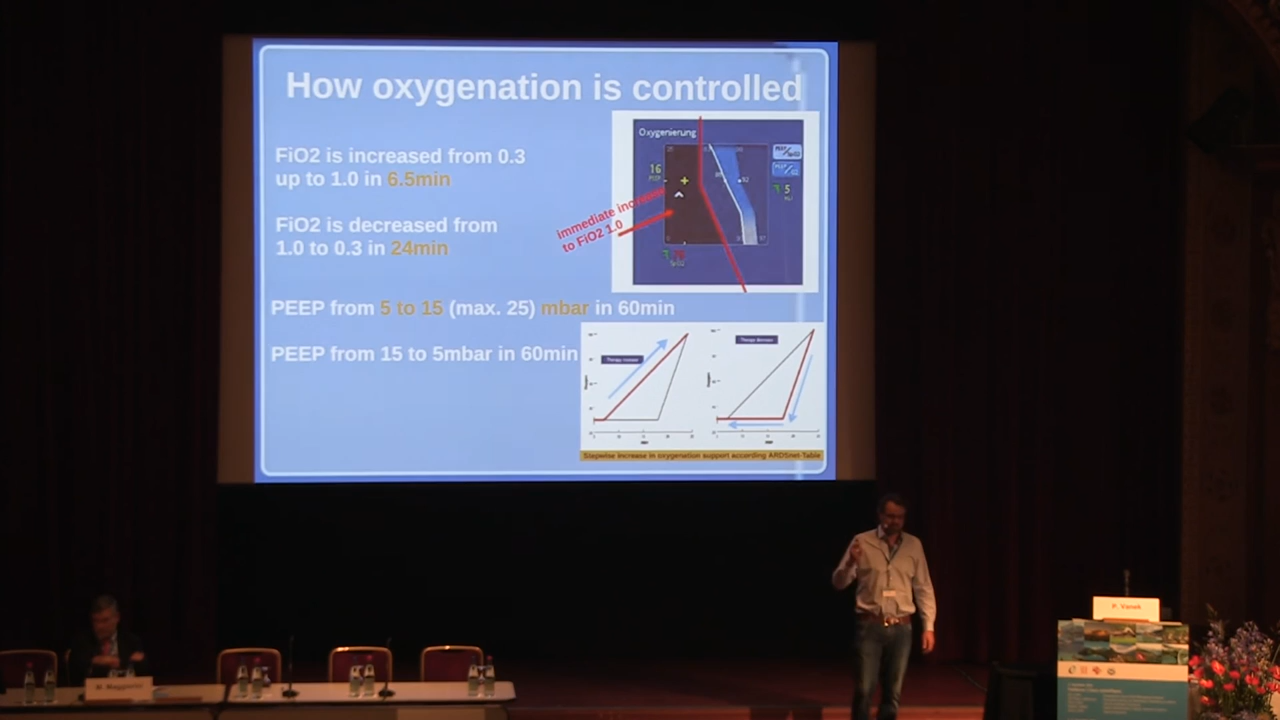 How oxygenation is controlled
FiO2 is increased from 0.3
up to 1.0 in 6.5min
FiO2 is decreased from
1.0 to 0.3 in 24min
PEEP from 5 to 15 (max. 25) mbar in 60min
PEEP from 15 to 5mbar in 60min
Oxygenierung
16
5
immediate increase
to FiO2 1.0
Therapy increase
Therapy decrease
Stepwise increase in oxygenation support according ARDSnet-Table
P. Vanek